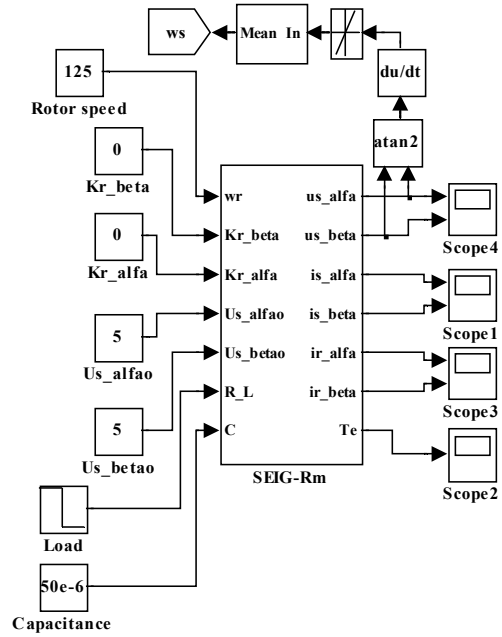 ws
Mean In
du/dt
atan2
125
Rotor speed
0
Kr_beta
0
Kr_alfa
5
Us_alfao
5
Us_betao
Load
50e-6
Capacitance
wr
Kr_beta
Kr_alfa
Us_alfao
Us_betao
R_L
C
us_alfa
us_beta
is_alfa
is_beta
ir_alfa
ir_beta
Te
SEIG-Rm
Scope4
Scope1
Scope3
Scope2